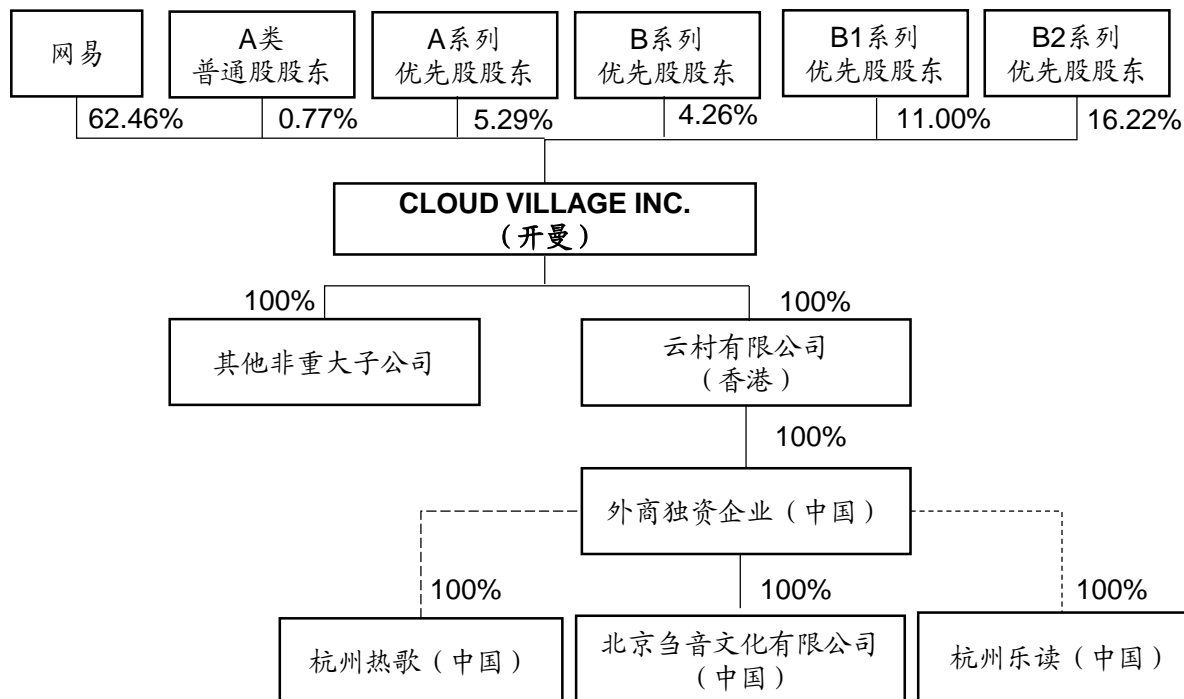 网易
A类
普通股股东
A系列
优先股股东
B系列
优先股股东
B1系列
优先股股东
B2系列
优先股股东
62.46%
0.77%
5.29%
4.26%
11.00%
16.22%
CLOUD VILLAGE INC.
（开曼）
100%
100%
其他非重大子公司
云村有限公司
（香港）
100%
外商独资企业（中国）
100%
100%
100%
杭州热歌（中国）
北京刍音文化有限公司
（中国）
杭州乐读（中国）